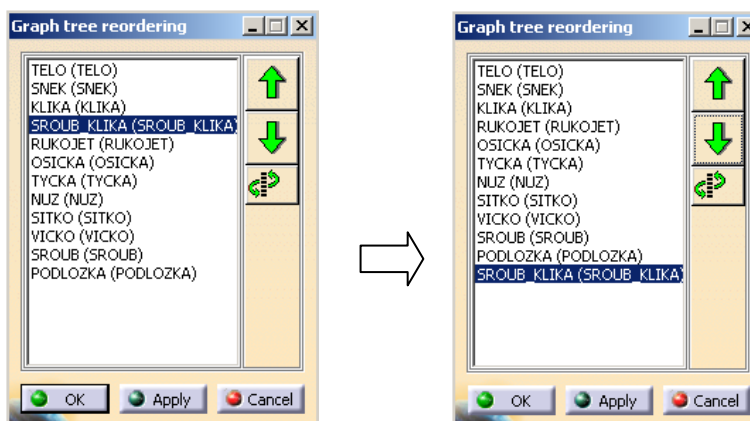 Graph tree reordering
TELO (TELO)
SNEK (SNEK)
KLIKA (KLIKA)
SROUB_KLIKA (SROUB_KLIKA)
RUKOJET (RUKOJET)
OSICKA (OSICKA)
TYCKA (TYCKA)
NUZ (NUZ)
SITKO (SITKO)
VICKO (VICKO)
SROUB (SROUB)
PODLOZKA (PODLOZKA)
OK Apply Cancel
Graph tree reordering
TELO (TELO)
SNEK (SNEK)
KLIKA (KLIKA)
RUKOJET (RUKOJET)
OSICKA (OSICKA)
TYCKA (TYCKA)
NUZ (NUZ)
SITKO (SITKO)
VICKO (VICKO)
SROUB (SROUB)
PODLOZKA (PODLOZKA)
SROUB_KLIKA (SROUB_KLIKA)
OK Apply Cancel